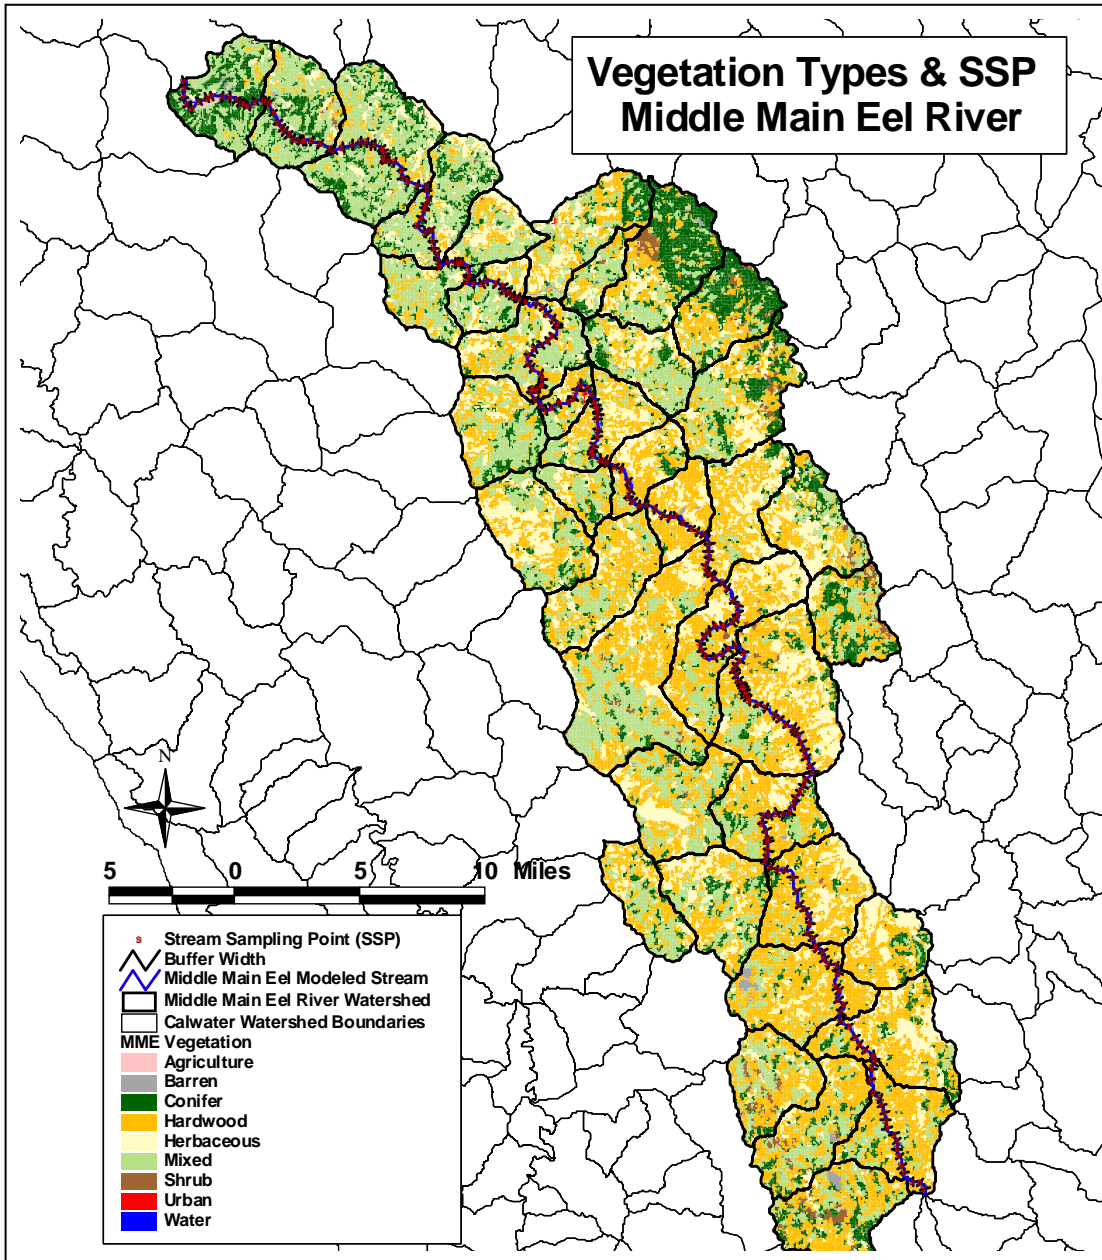 Vegetation Types & SSP
Middle Main Eel River
N
5 0 5 10 Miles
s Stream Sampling Point (SSP)
Buffer Width
Middle Main Eel Modeled Stream
Middle Main Eel River Watershed
Calwater Watershed Boundaries
MME Vegetation
Agriculture
Barren
Conifer
Hardwood
Herbaceous
Mixed
Shrub
Urban
Water